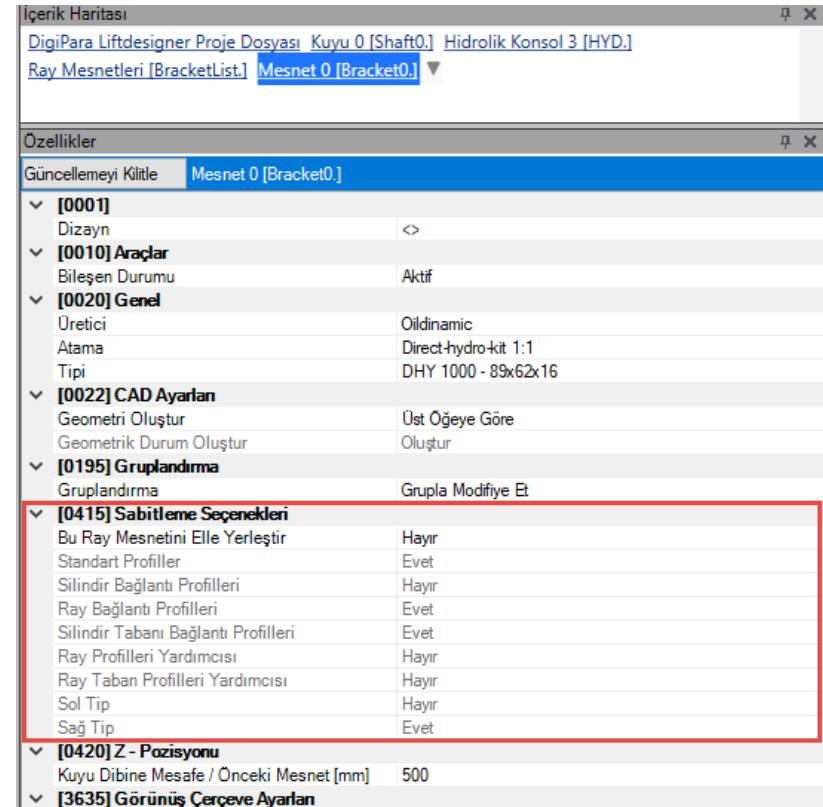 İçerik Haritası
DigiPara Liftdesigner Proje Dosyası Kuyu 0 [Shaft0.] Hidrolik Konsol 3 [HYD.]
Ray Mesnetleri [BracketList.] Mesnet 0 [Bracket0.]
Özellikler
Güncellemeyi Kilitle Mesnet 0 [Bracket0.]
[0001]
Dizayn <>
[0010] Araçlar
Bileşen Durumu Aktif
[0020] Genel
Üretici Oildinamic
Atama Direct-hydro-kit 1:1
Tipi DHY 1000 - 89x62x16
[0022] CAD Ayarları
Geometri Oluştur Üst Öğeye Göre
Geometrik Durum Oluştur Oluştur
[0195] Gruplandırma
Gruplandırma Grupla Modifiye Et
[0415] Sabitleme Seçenekleri
Bu Ray Mesnetini Elle Yerleştir Hayır
Standart Profiller Evet
Silindir Bağlantı Profilleri Hayır
Ray Bağlantı Profilleri Evet
Silindir Tabanı Bağlantı Profilleri Evet
Ray Profilleri Yardımcısı Hayır
Ray Taban Profilleri Yardımcısı Hayır
Sol Tip Hayır
Sağ Tip Evet
[0420] Z - Pozisyonu
Kuyu Dibine Mesafe / Önceki Mesnet [mm] 500
[3635] Görünüş Çerçeve Ayarları